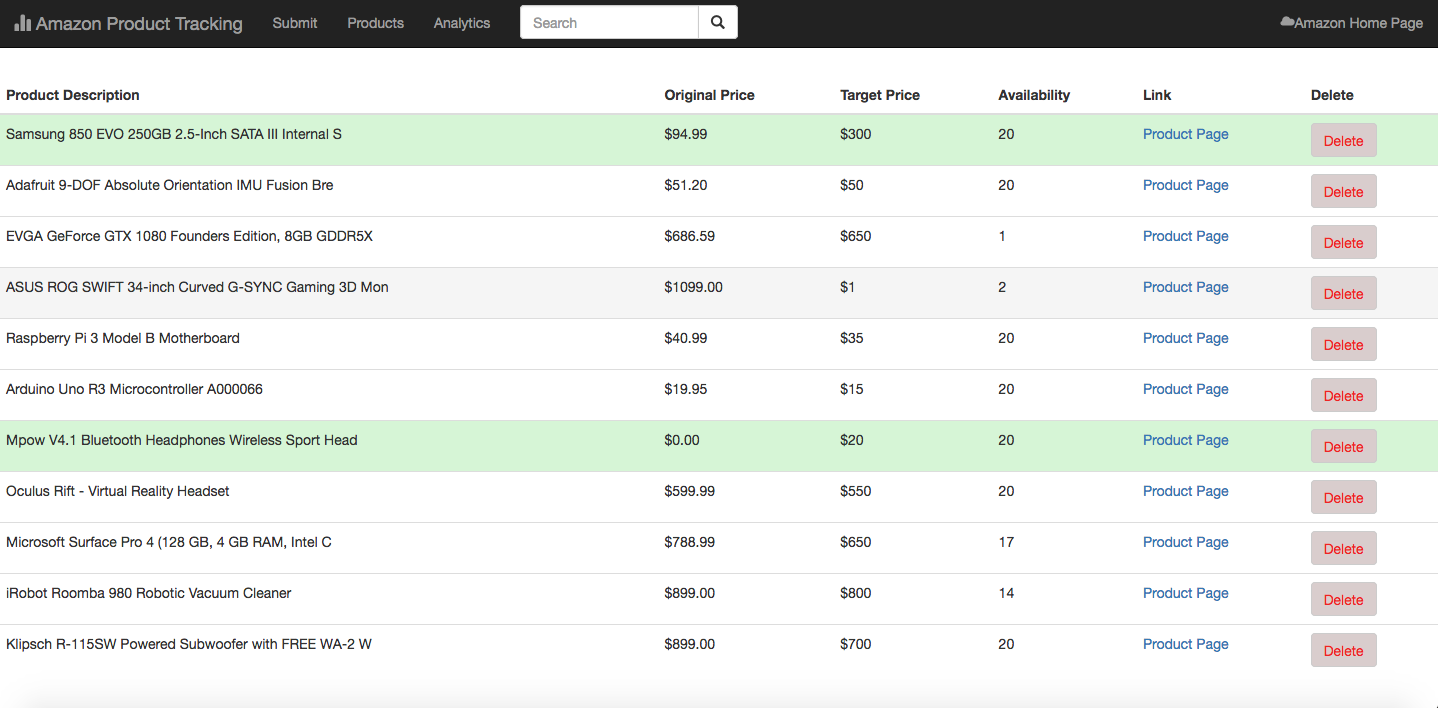 Amazon Product Tracking Submit Products Analytics Search Amazon Home Page
Product Description Original Price Target Price Availability Link Delete
Samsung 850 EVO 250GB 2.5-Inch SATA III Internal S $94.99 $300 20 Product Page Delete
Adafruit 9-DOF Absolute Orientation IMU Fusion Bre $51.20 $50 20 Product Page Delete
EVGA GeForce GTX 1080 Founders Edition, 8GB GDDR5X $686.59 $650 1 Product Page Delete
ASUS ROG SWIFT 34-inch Curved G-SYNC Gaming 3D Mon $1099.00 $1 2 Product Page Delete
Raspberry Pi 3 Model B Motherboard $40.99 $35 20 Product Page Delete
Arduino Uno R3 Microcontroller A000066 $19.95 $15 20 Product Page Delete
Mpow V4.1 Bluetooth Headphones Wireless Sport Head $0.00 $20 20 Product Page Delete
Oculus Rift - Virtual Reality Headset $599.99 $550 20 Product Page Delete
Microsoft Surface Pro 4 (128 GB, 4 GB RAM, Intel C $788.99 $650 17 Product Page Delete
iRobot Roomba 980 Robotic Vacuum Cleaner $899.00 $800 14 Product Page Delete
Klipsch R-115SW Powered Subwoofer with FREE WA-2 W $899.00 $700 20 Product Page Delete